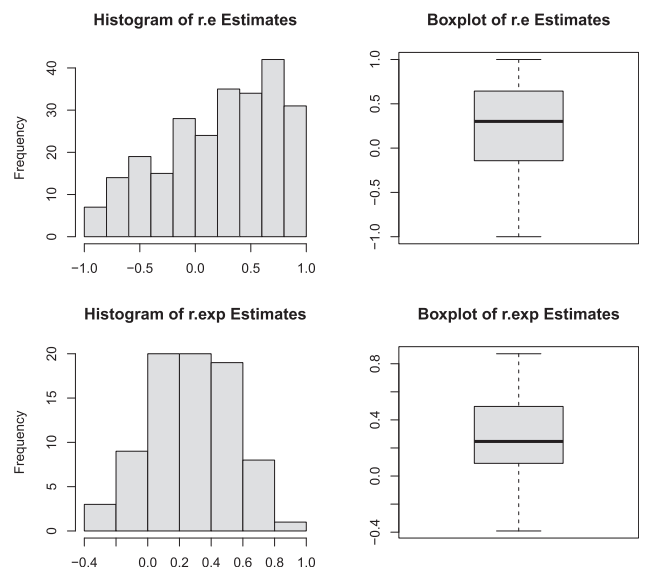 Histogram of r.e Estimates
Frequency
40
30
20
10
0
−1.0 −0.5 0.0 0.5 1.0
Boxplot of r.e Estimates
1.0
0.5
0.0
−0.5
−1.0
Histogram of r.exp Estimates
Frequency
20
15
10
5
0
−0.4 0.0 0.2 0.4 0.6 0.8 1.0
Boxplot of r.exp Estimates
0.8
0.4
0.0
−0.4